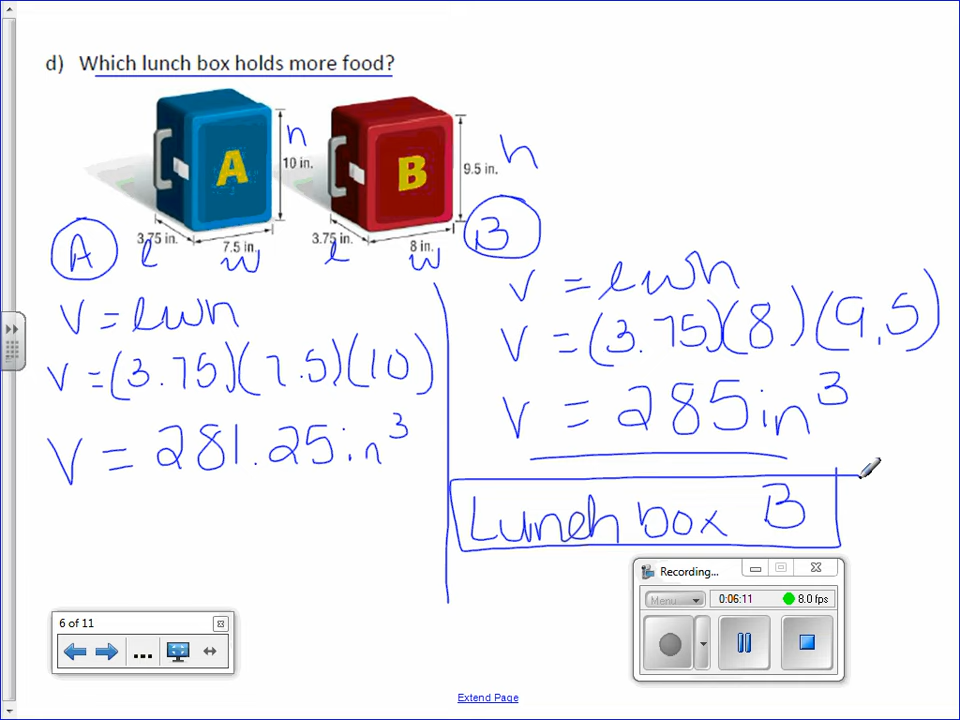 d) Which lunch box holds more food?
A
B
h
10 in.
h
9.5 in.
3.75 in.
7.5 in.
3.75 in.
8 in.
l
w
l
w
A
V = lwh
V = (3.75)(7.5)(10)
V = 281.25 in³
B
V = lwh
V = (3.75)(8)(9.5)
V = 285 in³
Lunch box B
Recording...
Menu
0:06:11
8.0 fps
6 of 11
...
Extend Page